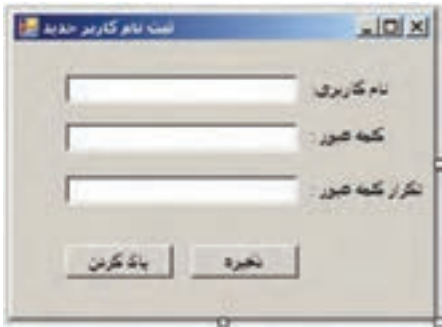 ثبت نام کاربر جدید
نام کاربری:
کلمه عبور :
تکرار کلمه عبور :
ذخیره
پاک کردن